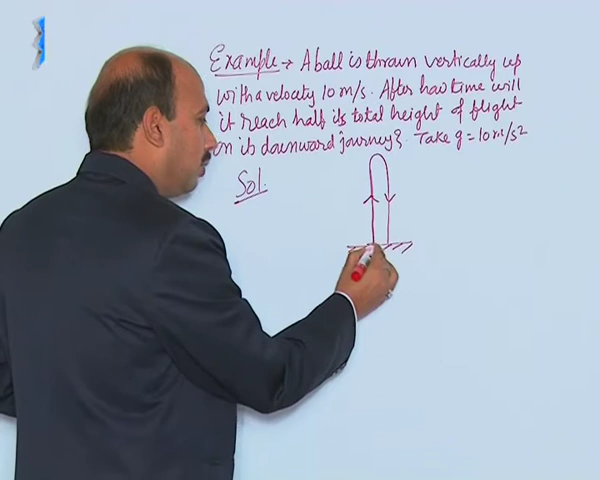 Example → A ball is thrown vertically up
with a velocity 10 m/s. After how time will
it reach half its total height of flight
on its downward journey? Take g = 10 m/s²
Sol.